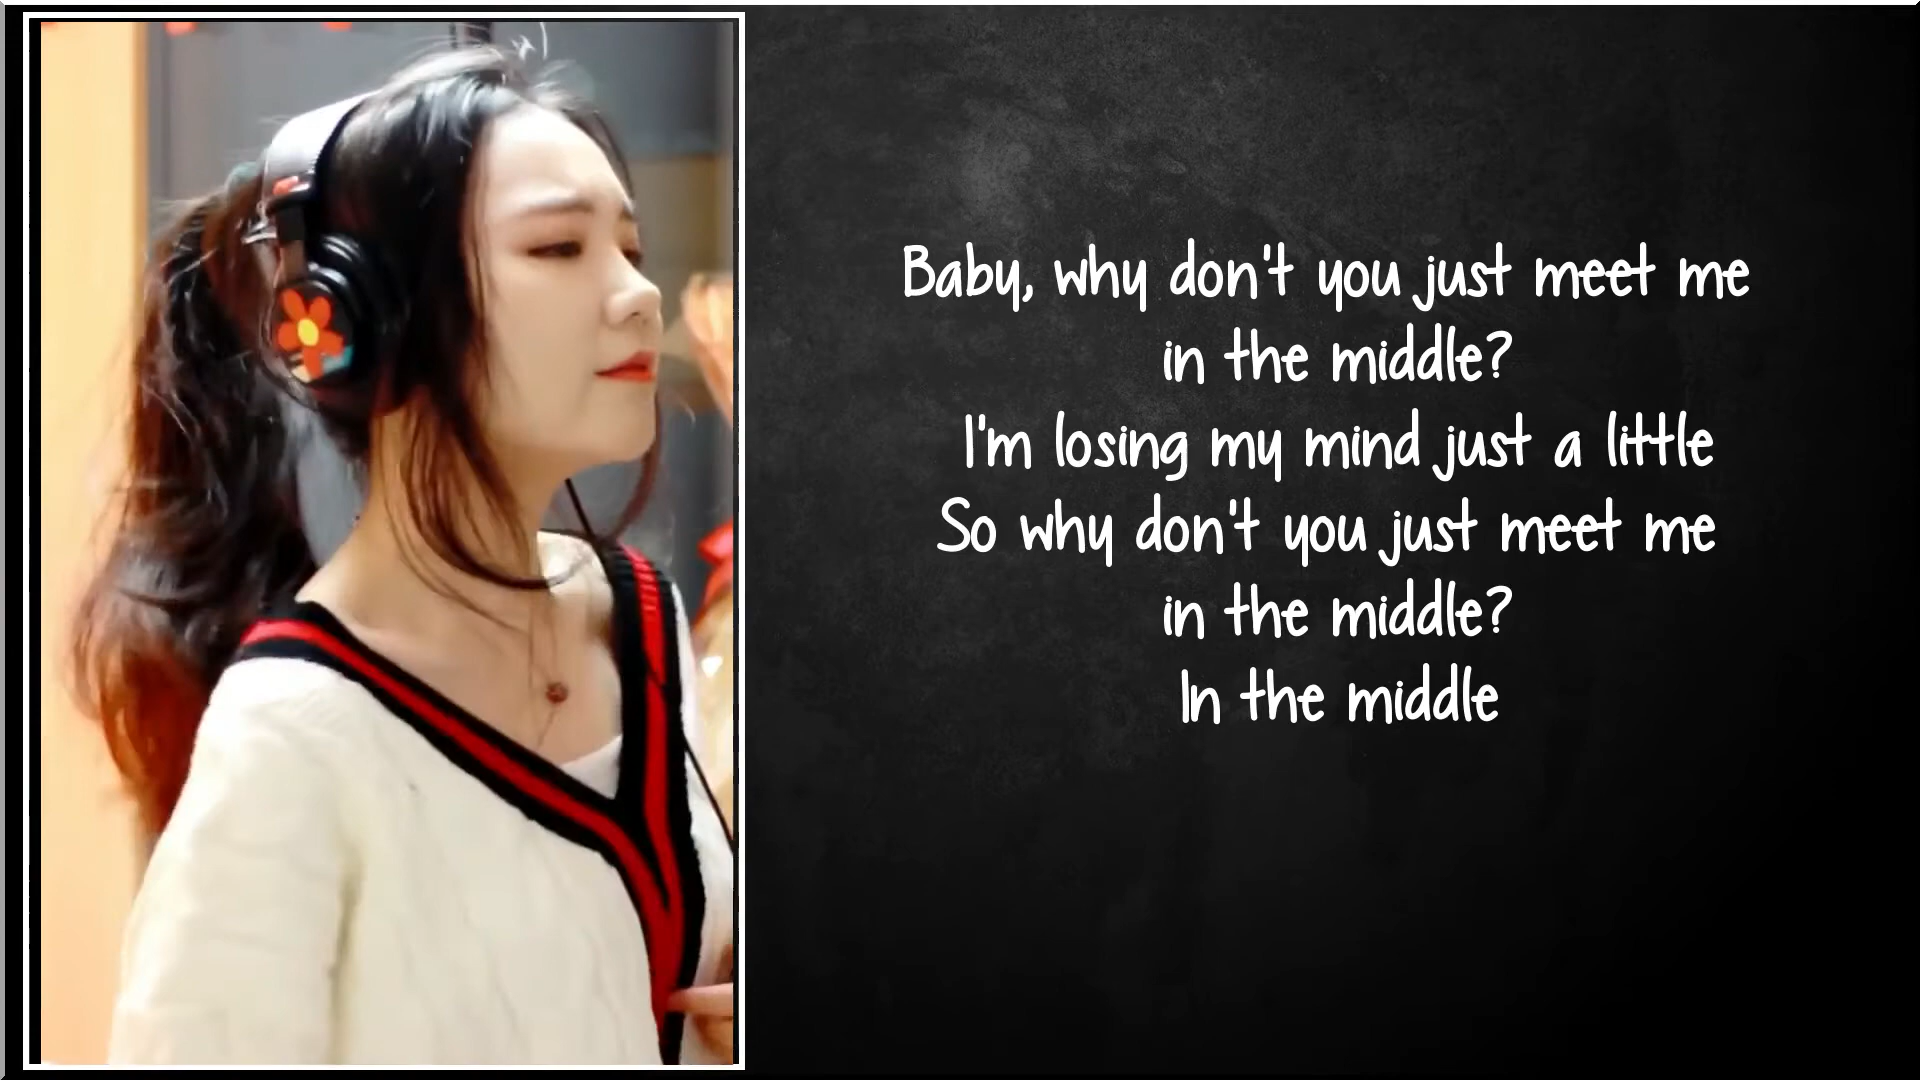 Baby, why don't you just meet me
in the middle?
I'm losing my mind just a little
So why don't you just meet me
in the middle?
In the middle